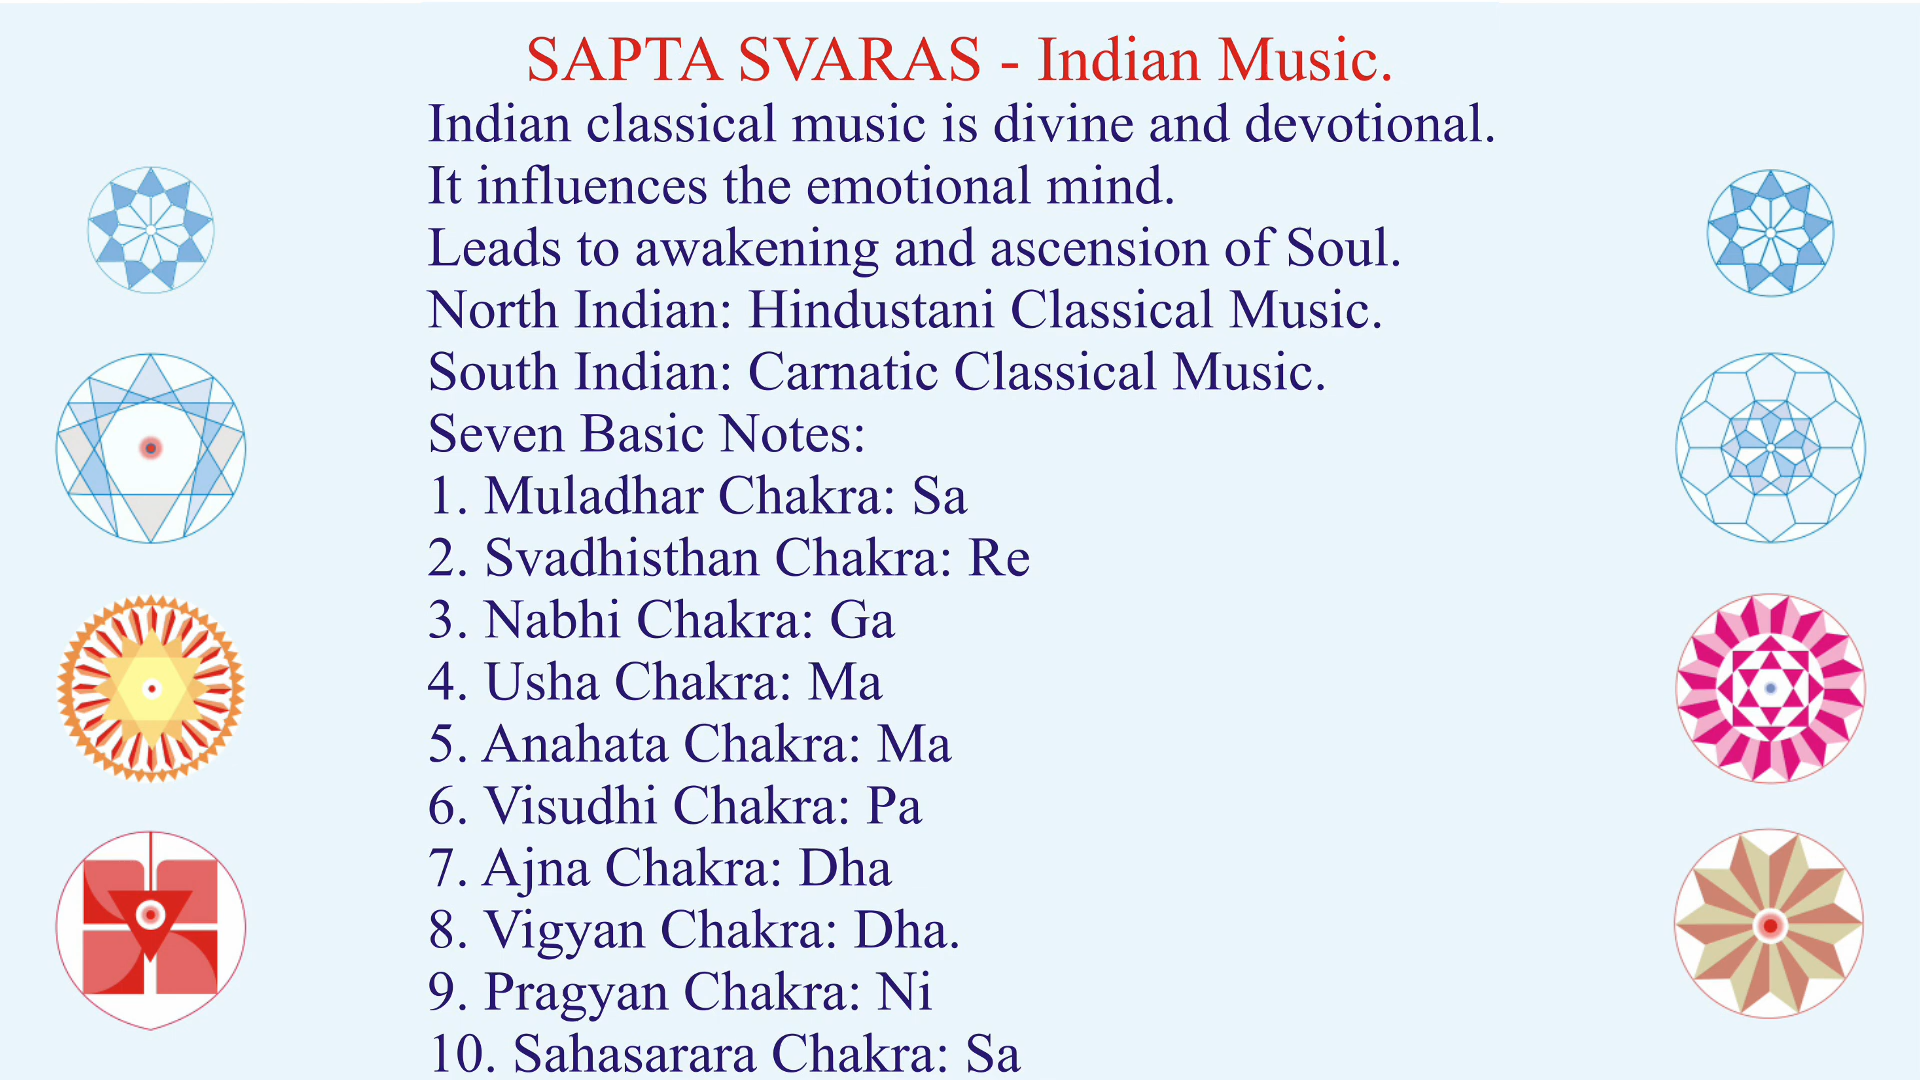 SAPTA SVARAS - Indian Music.
Indian classical music is divine and devotional.
It influences the emotional mind.
Leads to awakening and ascension of Soul.
North Indian: Hindustani Classical Music.
South Indian: Carnatic Classical Music.
Seven Basic Notes:
1. Muladhar Chakra: Sa
2. Svadhisthan Chakra: Re
3. Nabhi Chakra: Ga
4. Usha Chakra: Ma
5. Anahata Chakra: Ma
6. Visudhi Chakra: Pa
7. Ajna Chakra: Dha
8. Vigyan Chakra: Dha.
9. Pragyan Chakra: Ni
10. Sahasarara Chakra: Sa